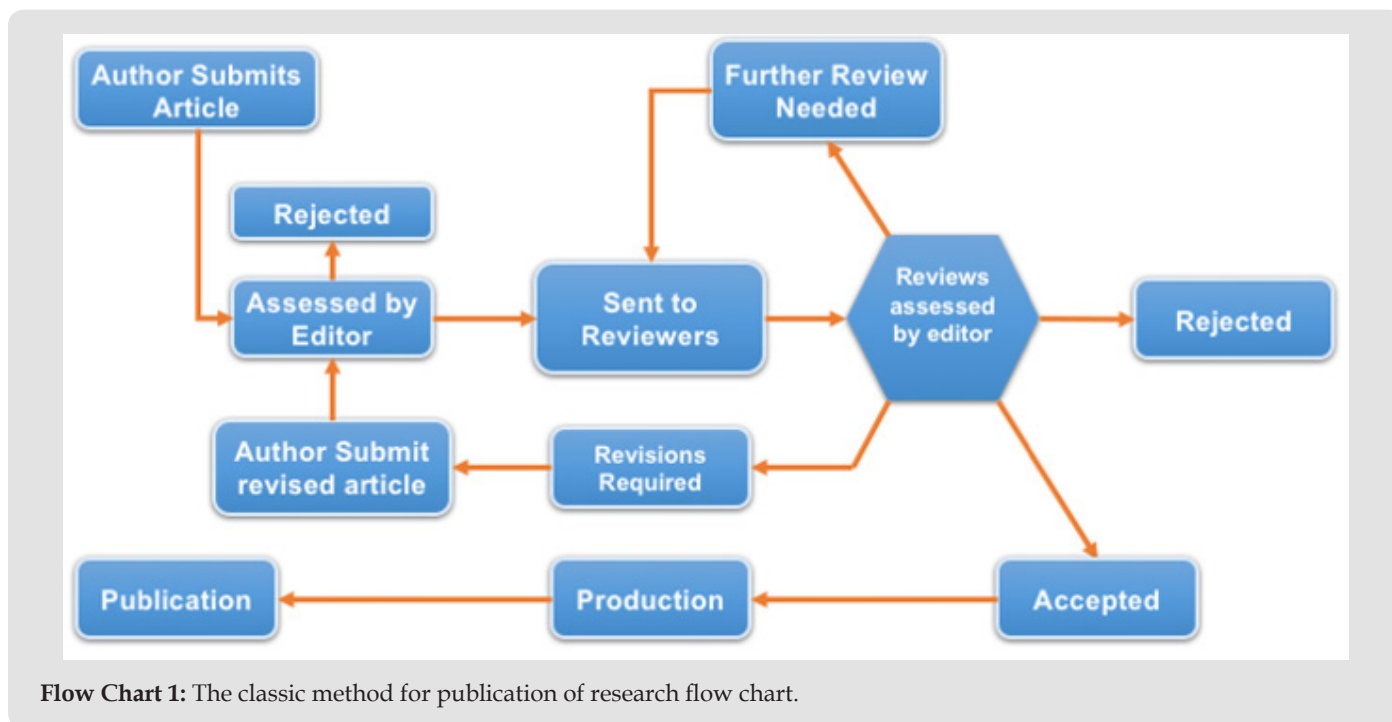 Author Submits
Article
Further Review
Needed
Rejected
Assessed by
Editor
Sent to
Reviewers
Reviews
assessed
by editor
Rejected
Author Submit
revised article
Revisions
Required
Publication
Production
Accepted
Flow Chart 1: The classic method for publication of research flow chart.